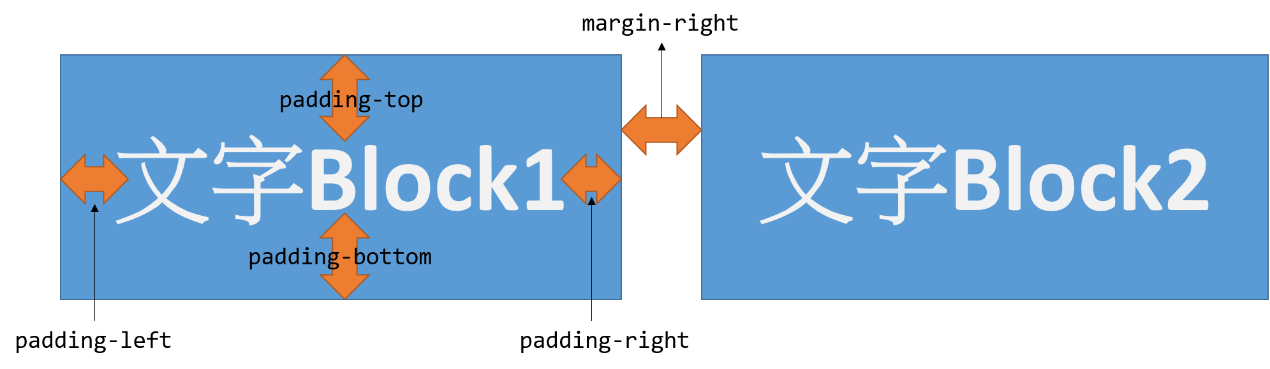 margin-right
padding-top
文字Block1
文字Block2
padding-bottom
padding-left
padding-right